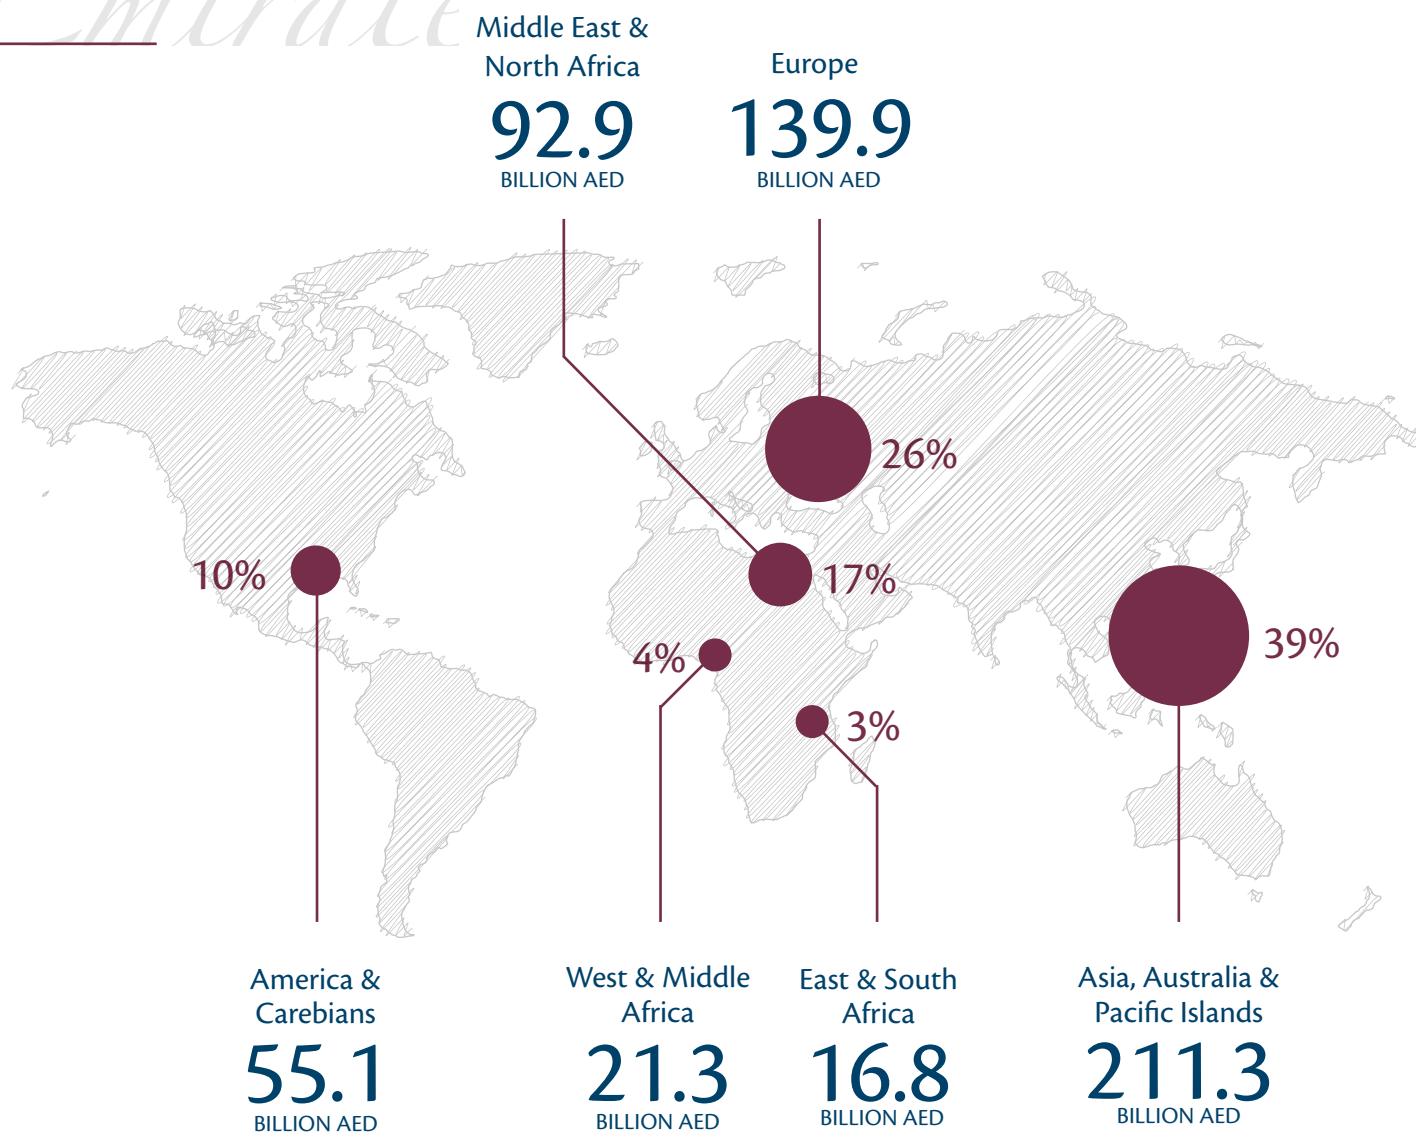 Middle East &
North Africa
92.9
BILLION AED
Europe
139.9
BILLION AED
26%
10%
17%
4%
39%
3%
America &
Carebians
55.1
BILLION AED
West & Middle
Africa
21.3
BILLION AED
East & South
Africa
16.8
BILLION AED
Asia, Australia &
Pacific Islands
211.3
BILLION AED